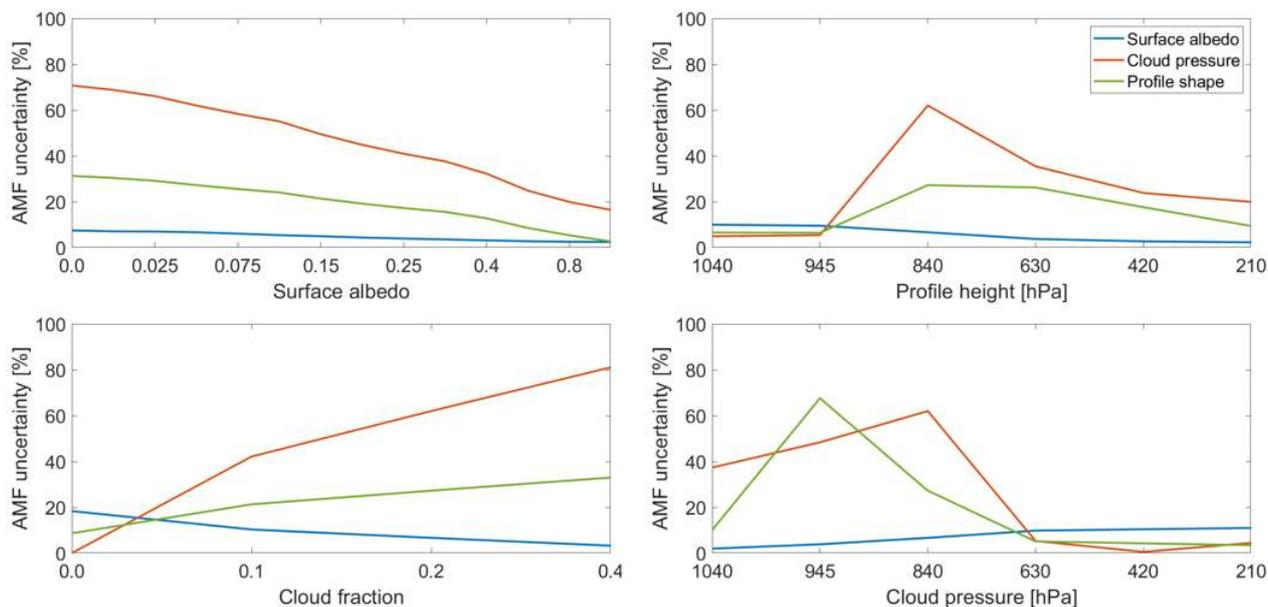 100
80
60
40
20
0
AMF uncertainty [%]
0.0 0.025 0.075 0.15 0.25 0.4 0.8
Surface albedo
100
80
60
40
20
0
AMF uncertainty [%]
Surface albedo
Cloud pressure
Profile shape
1040 945 840 630 420 210
Profile height [hPa]
100
80
60
40
20
0
AMF uncertainty [%]
0.0 0.1 0.2 0.4
Cloud fraction
100
80
60
40
20
0
AMF uncertainty [%]
1040 945 840 630 420 210
Cloud pressure [hPa]